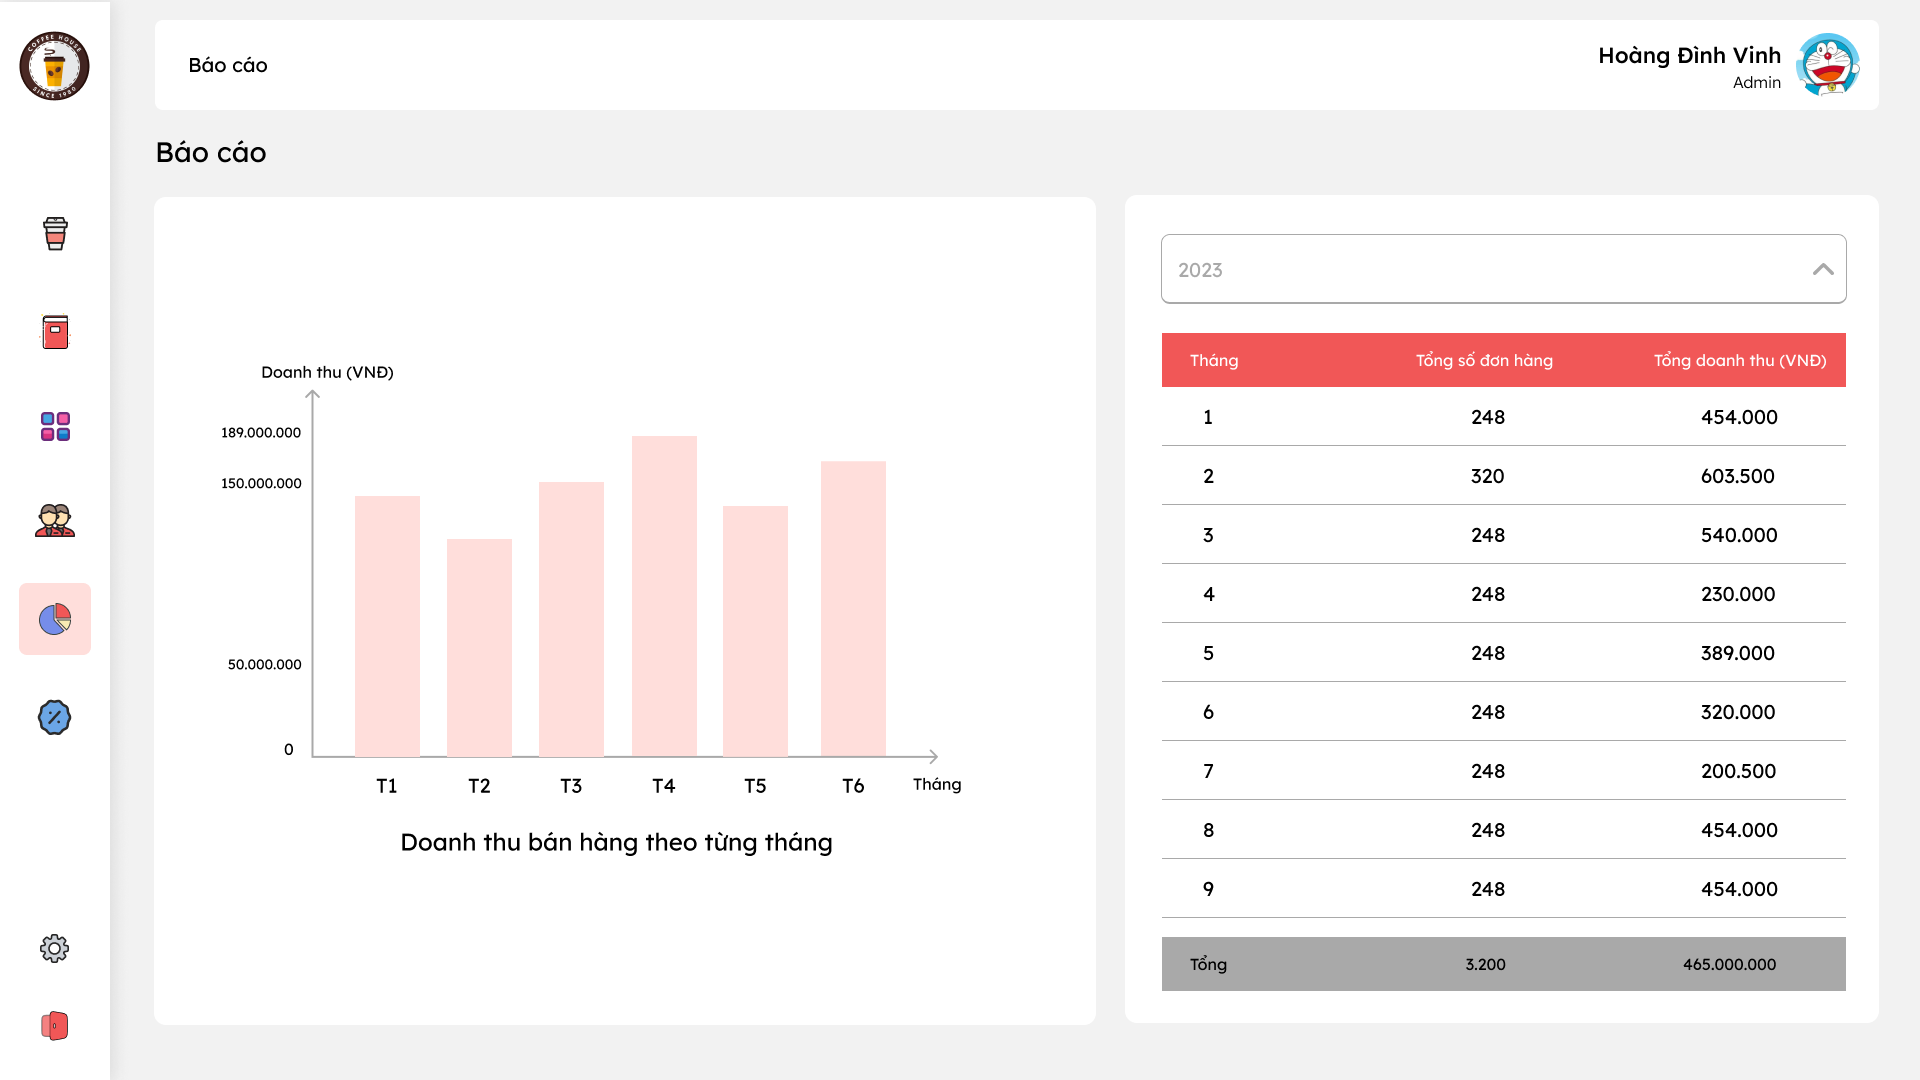 COFFEE HOUSE
SINCE 1980
Báo cáo
Hoàng Đình Vinh
Admin
Báo cáo
Doanh thu (VNĐ)
189.000.000
150.000.000
50.000.000
0
T1 T2 T3 T4 T5 T6 Tháng
Doanh thu bán hàng theo từng tháng
2023
Tháng Tổng số đơn hàng Tổng doanh thu (VNĐ)
1 248 454.000
2 320 603.500
3 248 540.000
4 248 230.000
5 248 389.000
6 248 320.000
7 248 200.500
8 248 454.000
9 248 454.000
Tổng 3.200 465.000.000